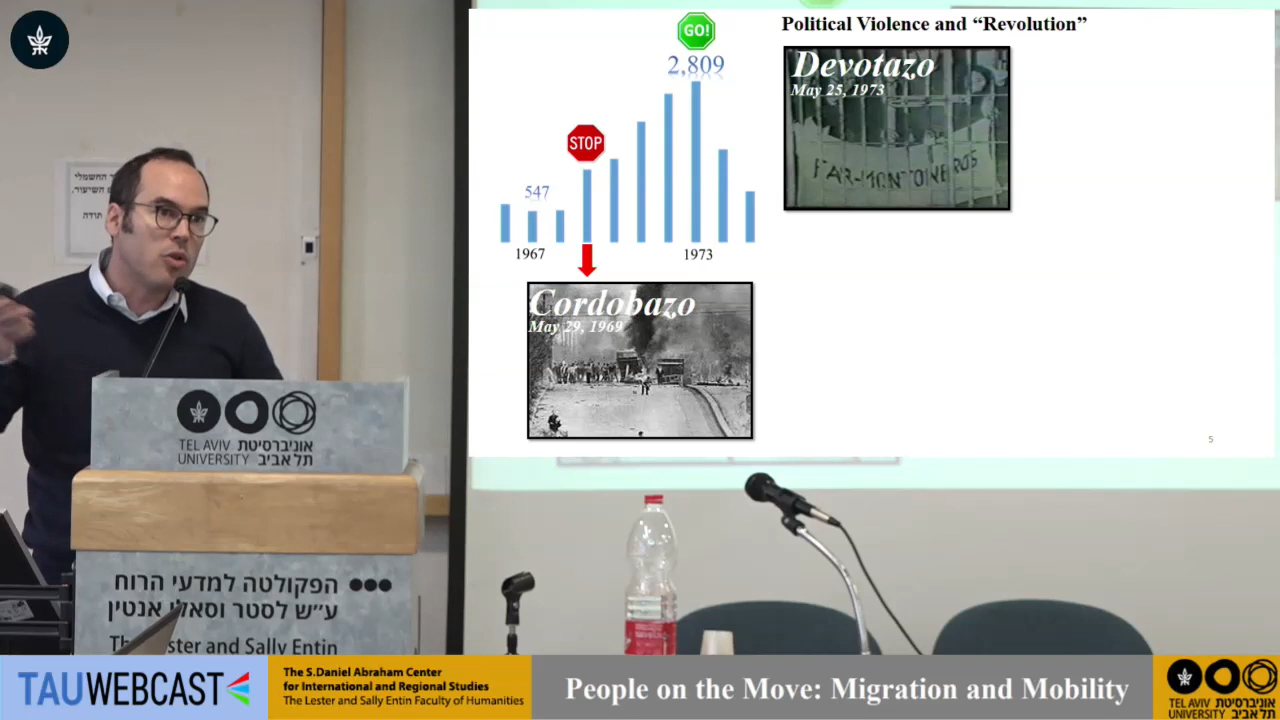 Political Violence and “Revolution”
GO!
2,809
STOP
547
1967
1973
Devotazo
May 25, 1973
FAR-MONTONEROS
Cordobazo
May 29, 1969
5
החשמלי
השיעור.
תודה
TEL AVIV אוניברסיטת
UNIVERSITY תל אביב
הפקולטה למדעי הרוח
ע״ש לסטר וסאלי אנטין
The Lester and Sally Entin
TAUWEBCAST
The S.Daniel Abraham Center
for International and Regional Studies
The Lester and Sally Entin Faculty of Humanities
People on the Move: Migration and Mobility
TEL AVIV אוניברסיטת
UNIVERSITY תל אביב